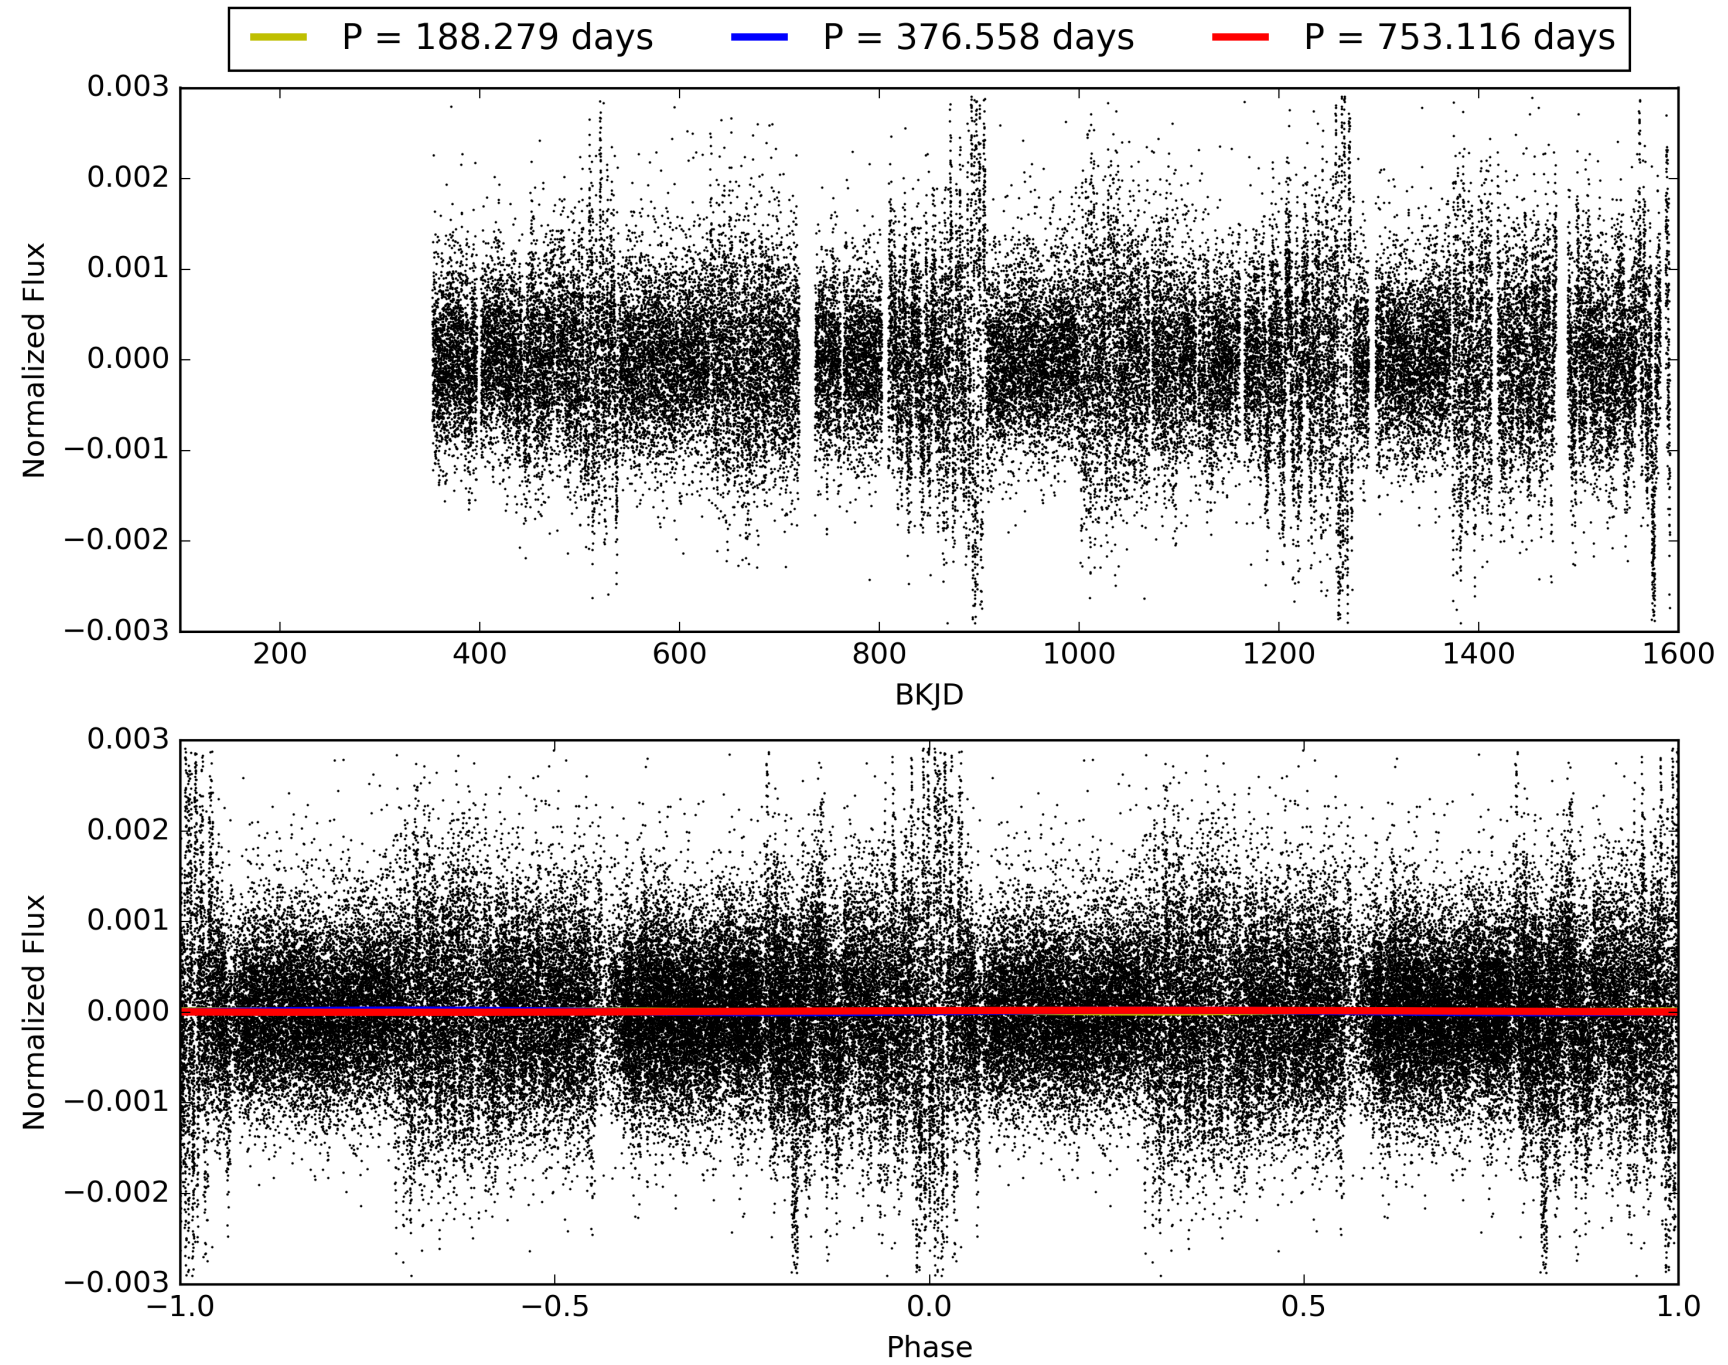 P = 188.279 days P = 376.558 days P = 753.116 days
0.003
0.002
0.001
0.000
−0.001
−0.002
−0.003
Normalized Flux
200 400 600 800 1000 1200 1400 1600
BKJD
0.003
0.002
0.001
0.000
−0.001
−0.002
−0.003
Normalized Flux
−1.0 −0.5 0.0 0.5 1.0
Phase